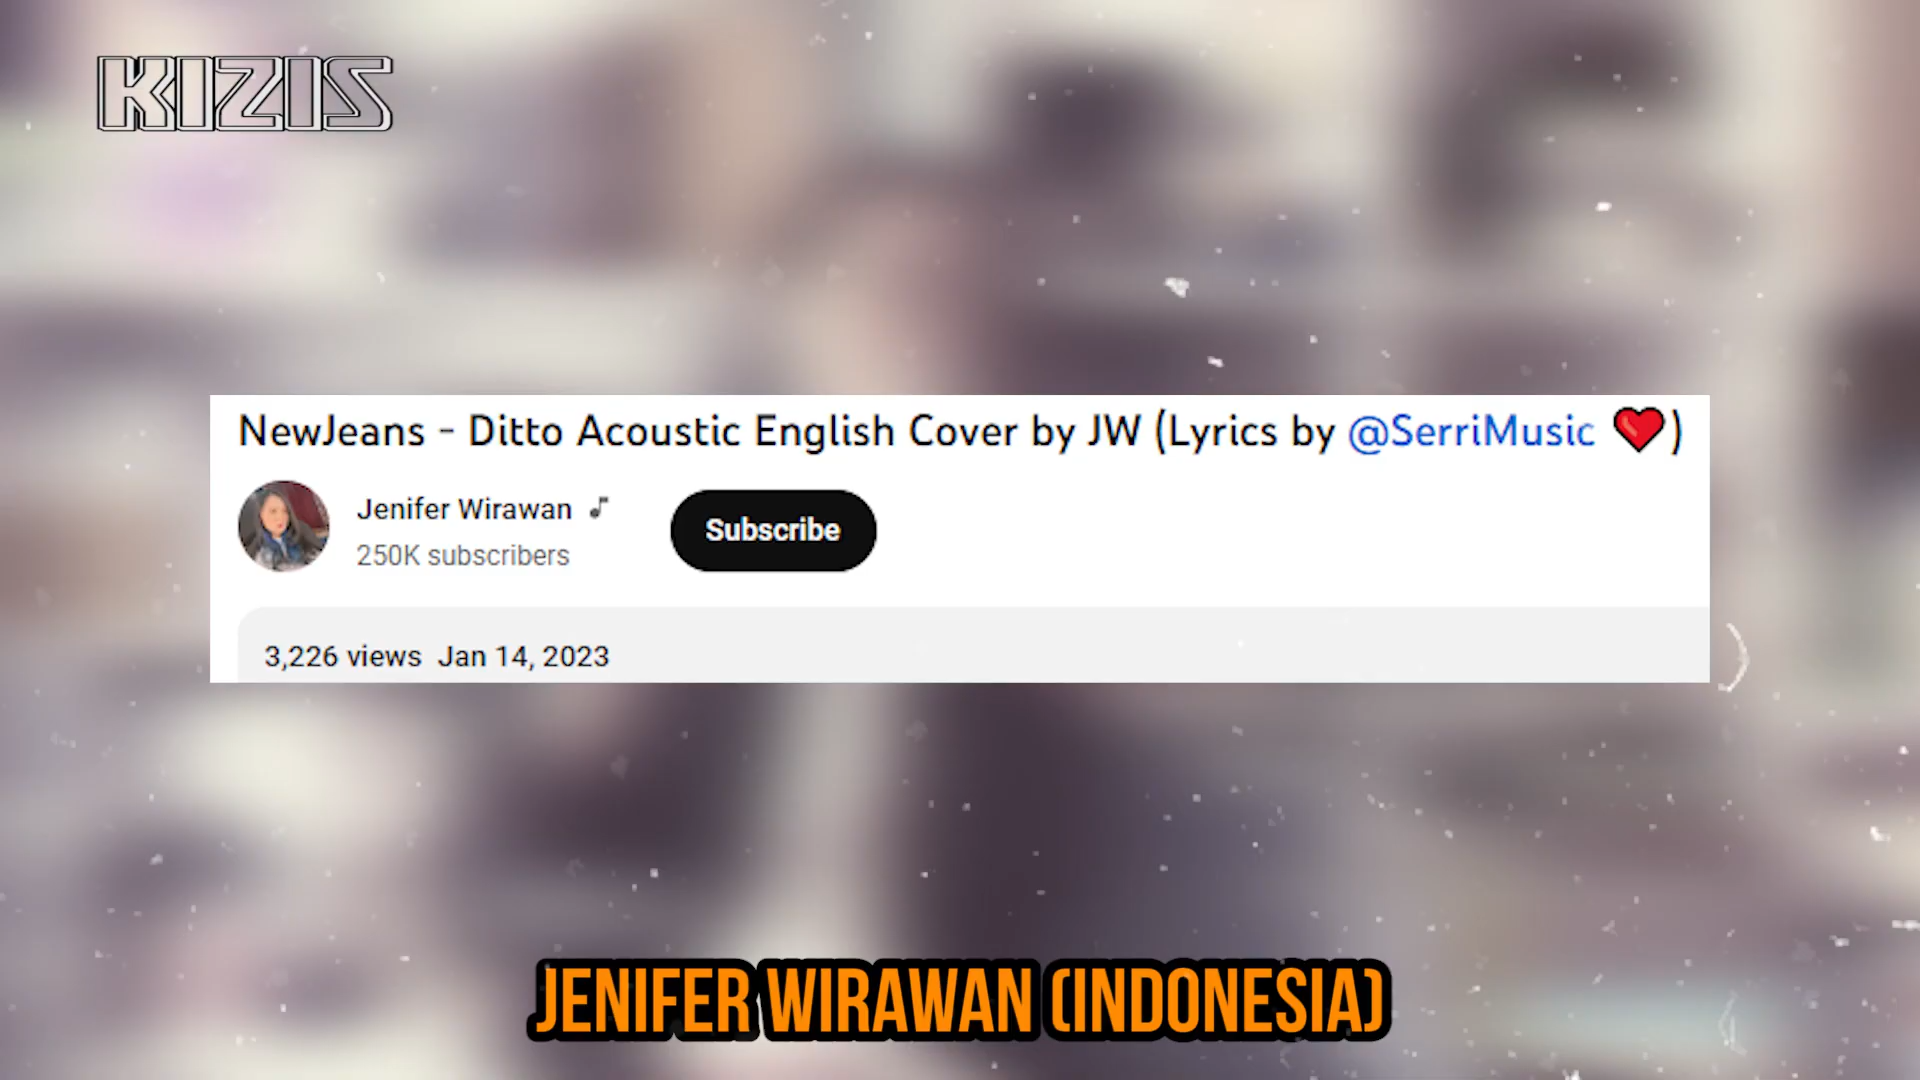 KIZIS
NewJeans - Ditto Acoustic English Cover by JW (Lyrics by @SerriMusic ❤️)
Jenifer Wirawan ♪
Subscribe
250K subscribers
3,226 views Jan 14, 2023
JENIFER WIRAWAN (INDONESIA)